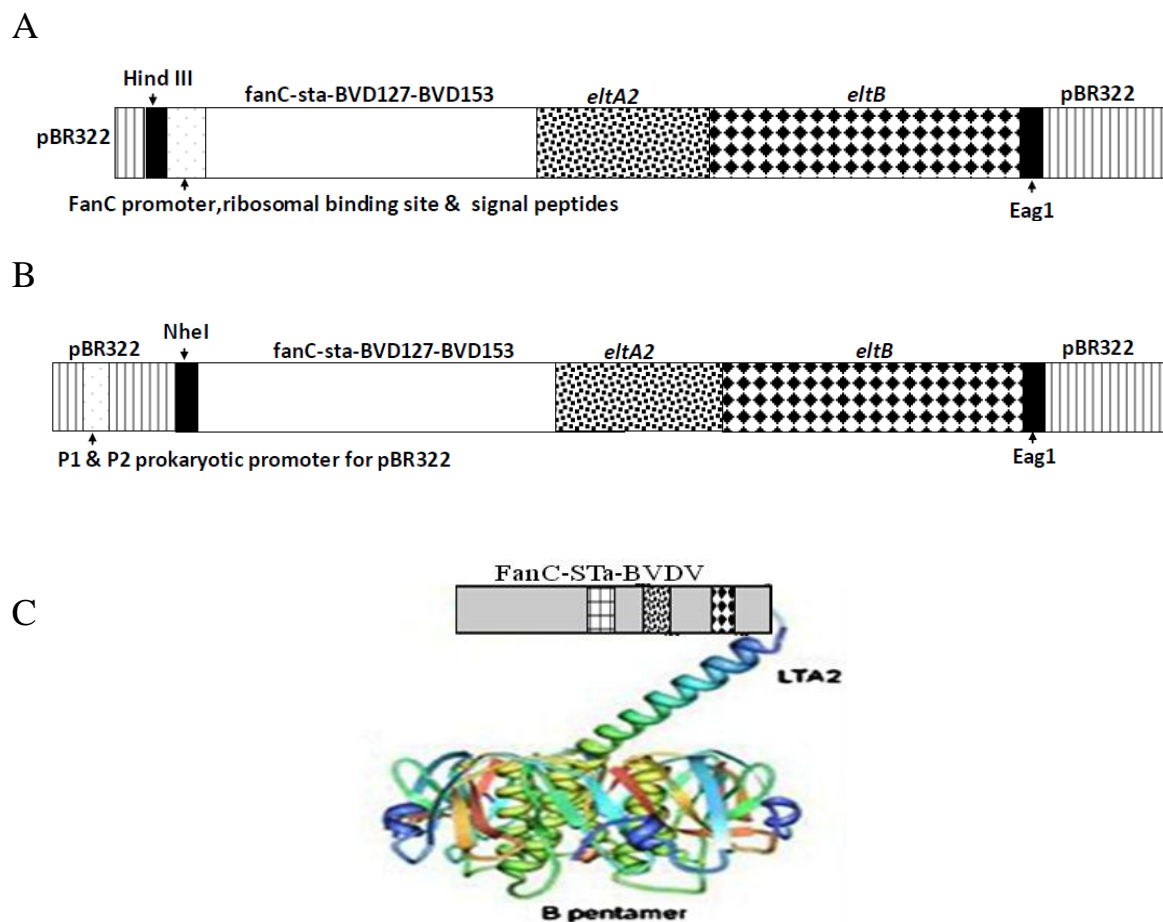 A
Hind III
fanC-sta-BVD127-BVD153
eltA2
eltB
pBR322
pBR322
FanC promoter,ribosomal binding site & signal peptides
Eag1
B
NheI
pBR322
fanC-sta-BVD127-BVD153
eltA2
eltB
pBR322
P1 & P2 prokaryotic promoter for pBR322
Eag1
C
FanC-STa-BVDV
LTA2
B pentamer